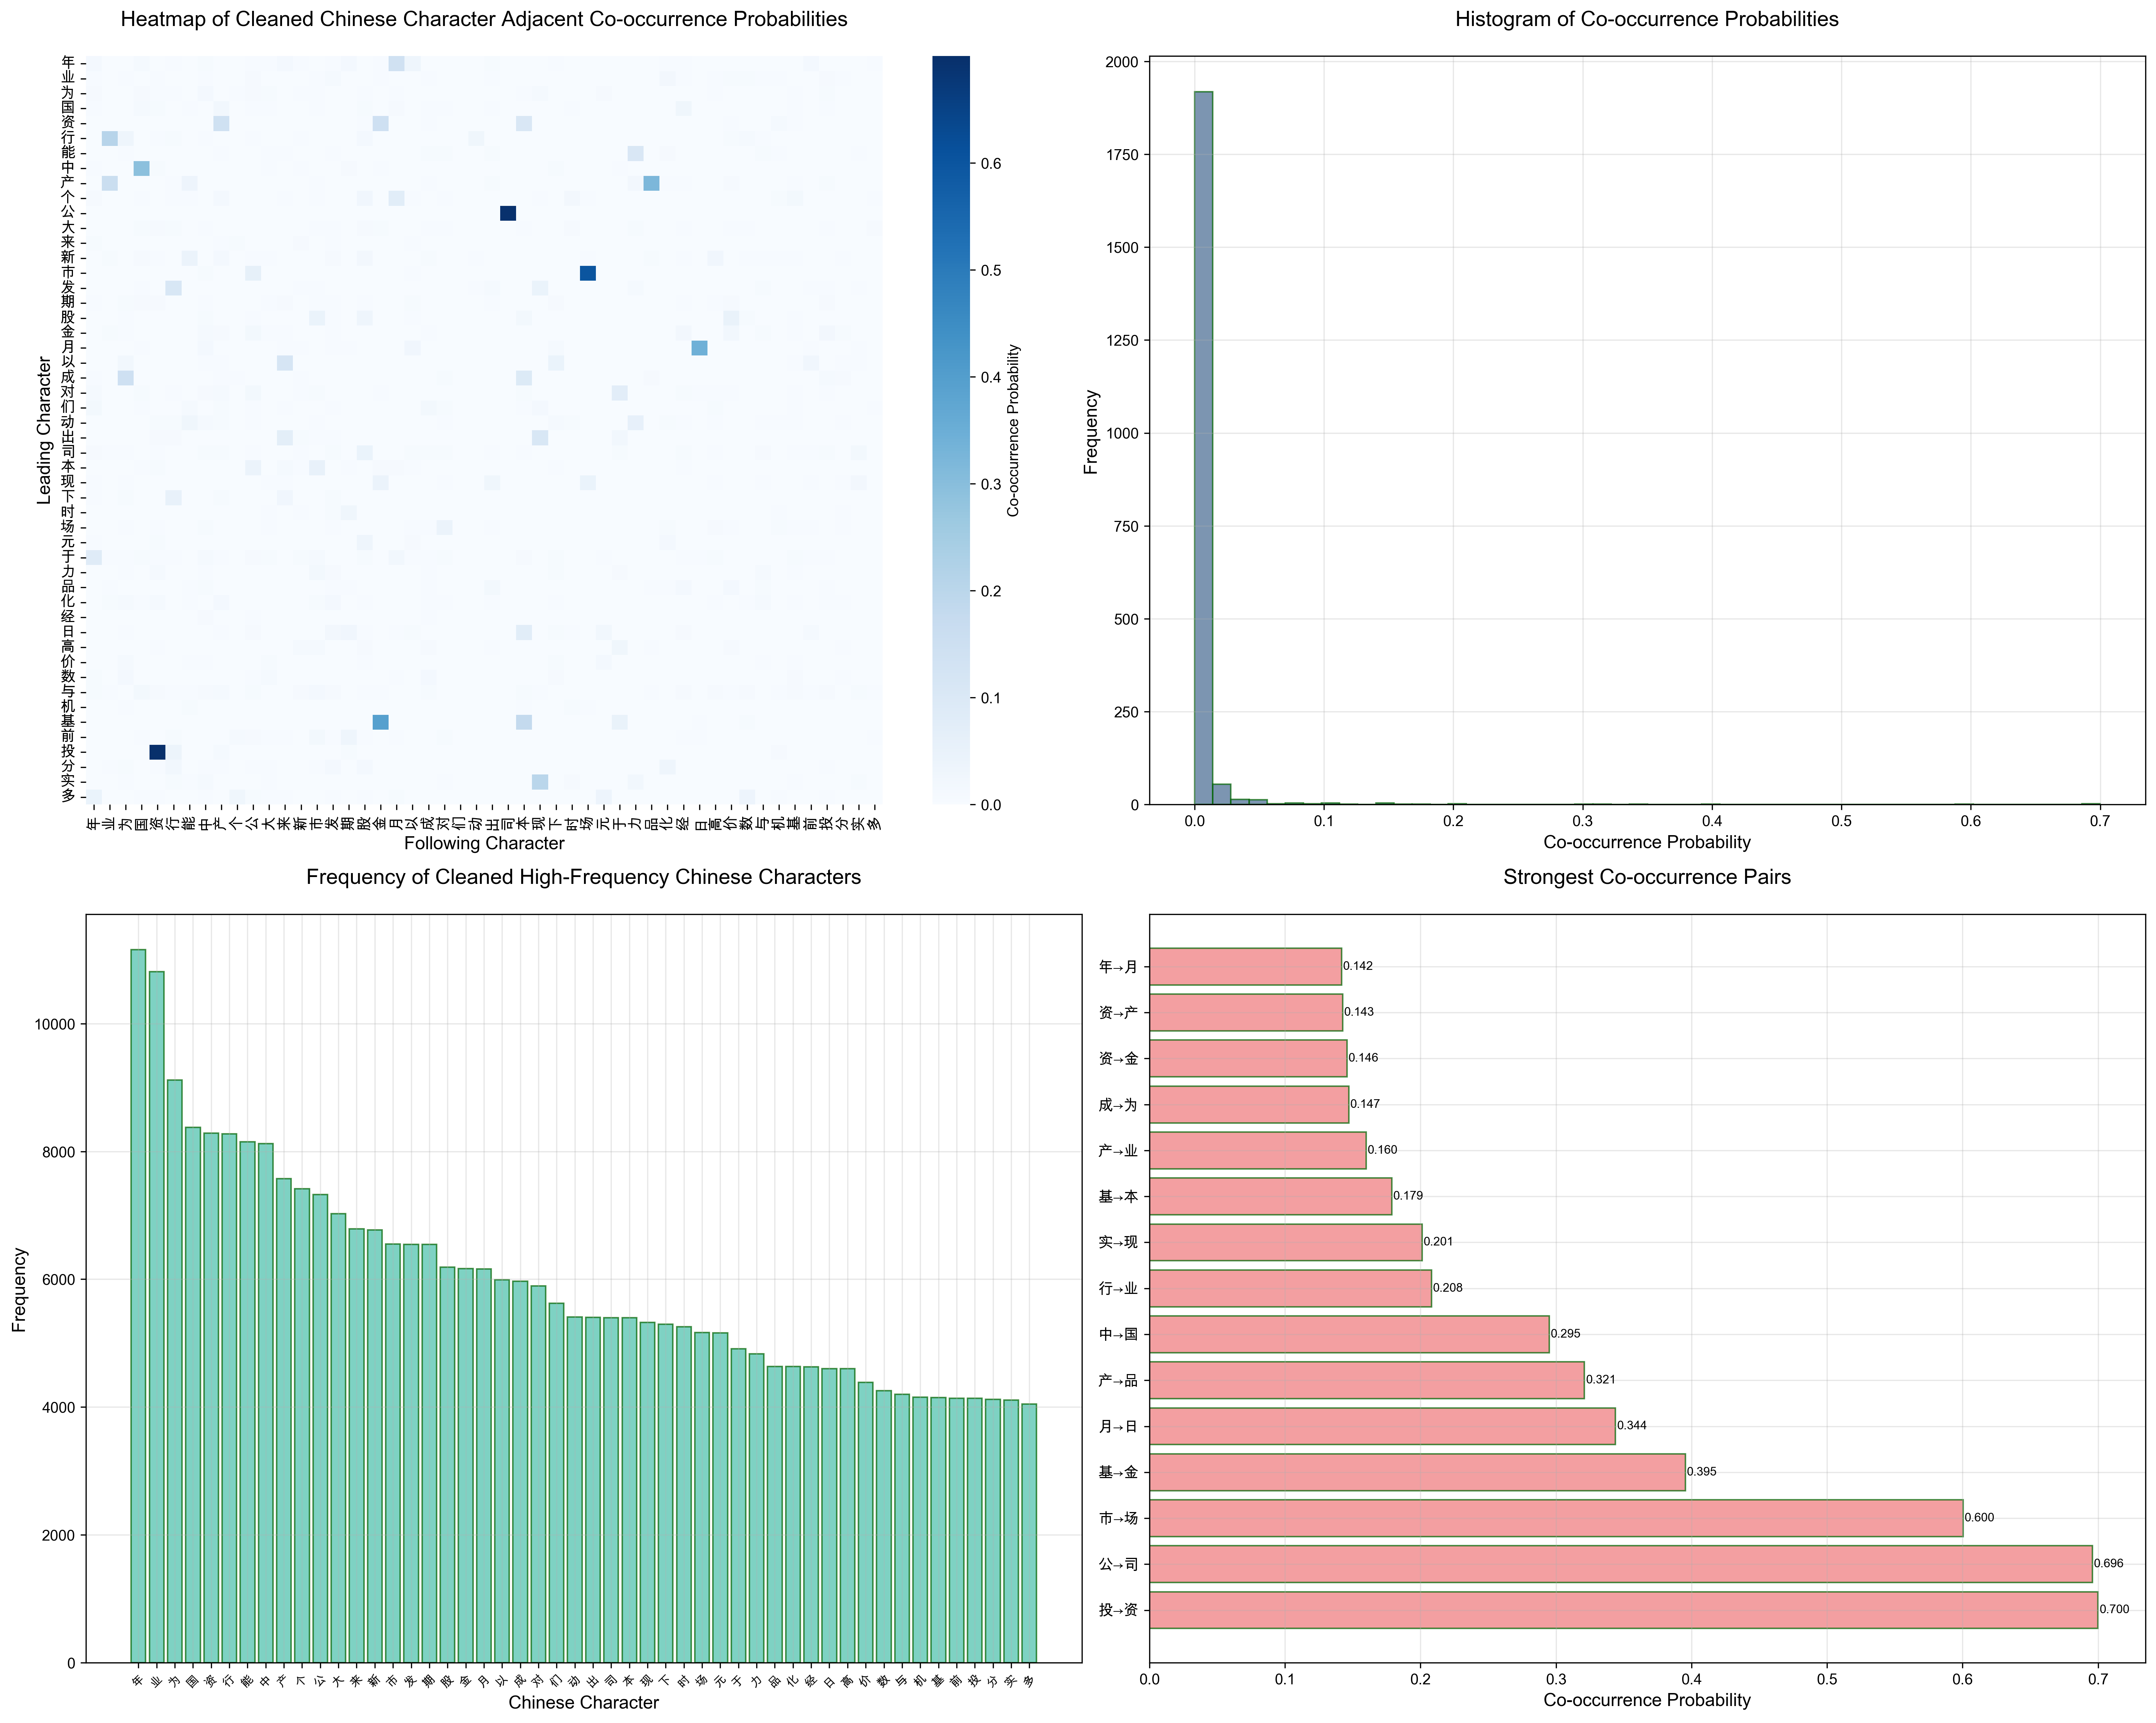 Heatmap of Cleaned Chinese Character Adjacent Co-occurrence Probabilities
Leading Character
年
业
为
国
资
行
能
中
产
个
公
大
来
新
市
发
期
股
金
月
以
成
对
们
动
出
司
本
现
下
时
场
元
于
力
品
化
经
日
高
价
数
与
机
基
前
投
分
实
多
年 业 为 国 资 行 能 中 产 个 公 大 来 新 市 发 期 股 金 月 以 成 对 们 动 出 司 本 现 下 时 场 元 于 力 品 化 经 日 高 价 数 与 机 基 前 投 分 实 多
Following Character
0.6
0.5
0.4
0.3
0.2
0.1
0.0
Co-occurrence Probability
Histogram of Co-occurrence Probabilities
Frequency
2000
1750
1500
1250
1000
750
500
250
0
0.0 0.1 0.2 0.3 0.4 0.5 0.6 0.7
Co-occurrence Probability
Frequency of Cleaned High-Frequency Chinese Characters
Frequency
10000
8000
6000
4000
2000
0
年 业 为 国 资 行 能 中 产 个 公 大 来 新 市 发 期 股 金 月 以 成 对 们 动 出 司 本 现 下 时 场 元 于 力 品 化 经 日 高 价 数 与 机 基 前 投 分 实 多
Chinese Character
Strongest Co-occurrence Pairs
年→月 0.142
资→产 0.143
资→金 0.146
成→为 0.147
产→业 0.160
基→本 0.179
实→现 0.201
行→业 0.208
中→国 0.295
产→品 0.321
月→日 0.344
基→金 0.395
市→场 0.600
公→司 0.696
投→资 0.700
0.0 0.1 0.2 0.3 0.4 0.5 0.6 0.7
Co-occurrence Probability